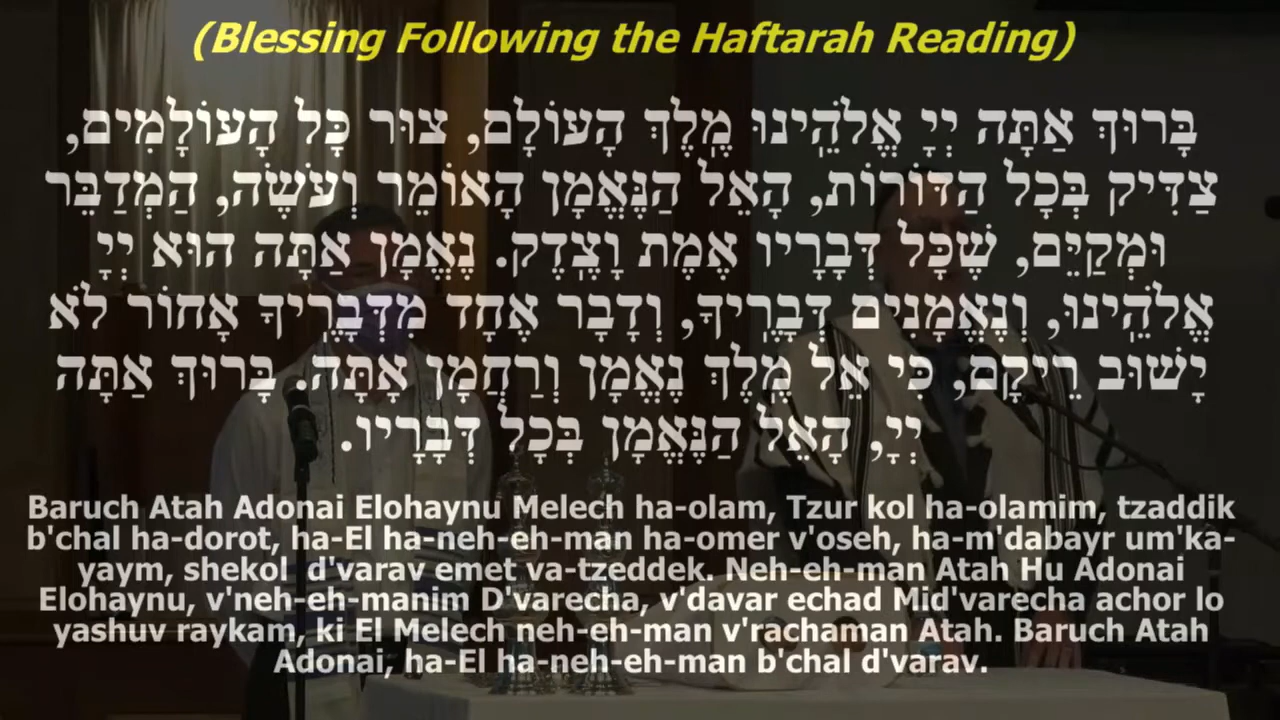 (Blessing Following the Haftarah Reading)
בָּרוּךְ אַתָּה יְיָ אֱלֹהֵֽינוּ מֶֽלֶךְ הָעוֹלָם, צוּר כָּל הָעוֹלָמִים,
צַדִּיק בְּכָל הַדּוֹרוֹת, הָאֵל הַנֶּאֱמָן הָאוֹמֵר וְעֹשֶׂה, הַמְדַבֵּר
וּמְקַיֵּם, שֶׁכָּל דְּבָרָיו אֱמֶת וָצֶֽדֶק. נֶאֱמָן אַתָּה הוּא יְיָ
אֱלֹהֵֽינוּ, וְנֶאֱמָנִים דְּבָרֶֽיךָ, וְדָבָר אֶחָד מִדְּבָרֶֽיךָ אָחוֹר לֹא
יָשׁוּב רֵיקָם, כִּי אֵל מֶֽלֶךְ נֶאֱמָן וְרַחֲמָן אָתָּה. בָּרוּךְ אַתָּה
יְיָ, הָאֵל הַנֶּאֱמָן בְּכָל דְּבָרָיו.
Baruch Atah Adonai Elohaynu Melech ha-olam, Tzur kol ha-olamim, tzaddik
b'chal ha-dorot, ha-El ha-neh-eh-man ha-omer v'oseh, ha-m'dabayr um'ka-
yaym, shekol d'varav emet va-tzeddek. Neh-eh-man Atah Hu Adonai
Elohaynu, v'neh-eh-manim D'varecha, v'davar echad Mid'varecha achor lo
yashuv raykam, ki El Melech neh-eh-man v'rachaman Atah. Baruch Atah
Adonai, ha-El ha-neh-eh-man b'chal d'varav.